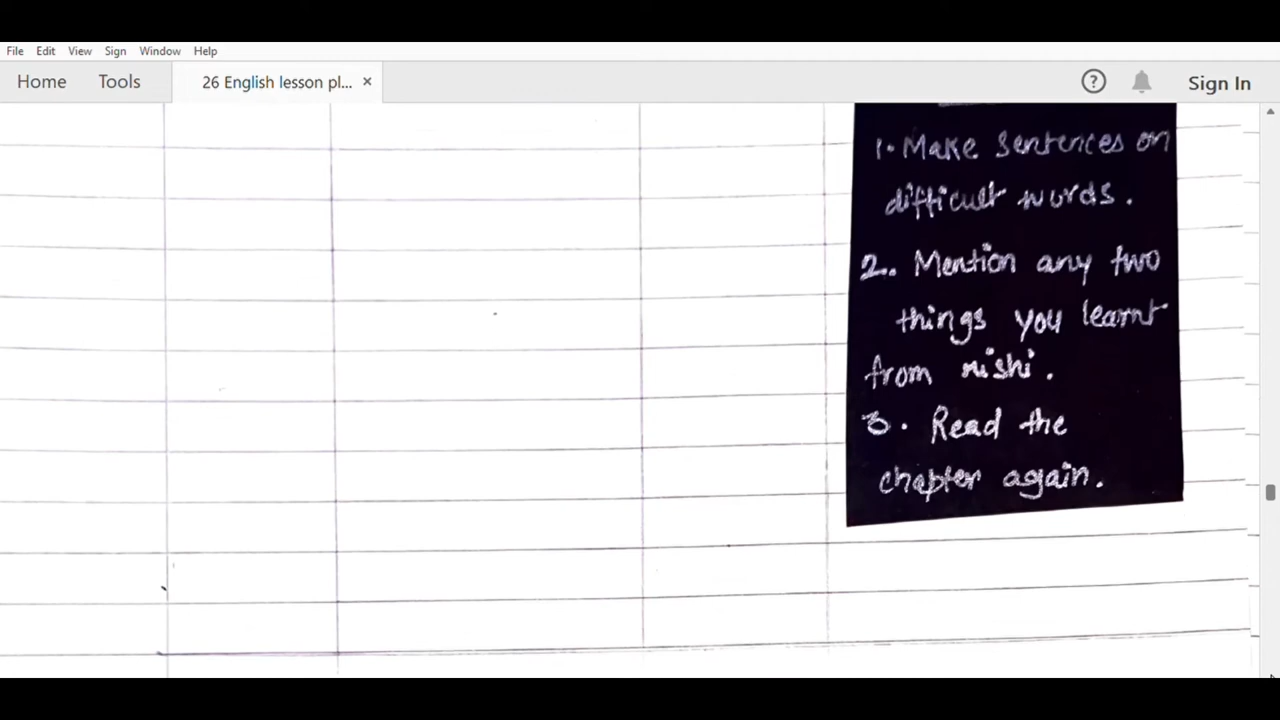 File Edit View Sign Window Help
Home Tools 26 English lesson pl... × ? Sign In
1. Make sentences on
difficult words.
2. Mention any two
things you learnt
from nishi.
3. Read the
chapter again.